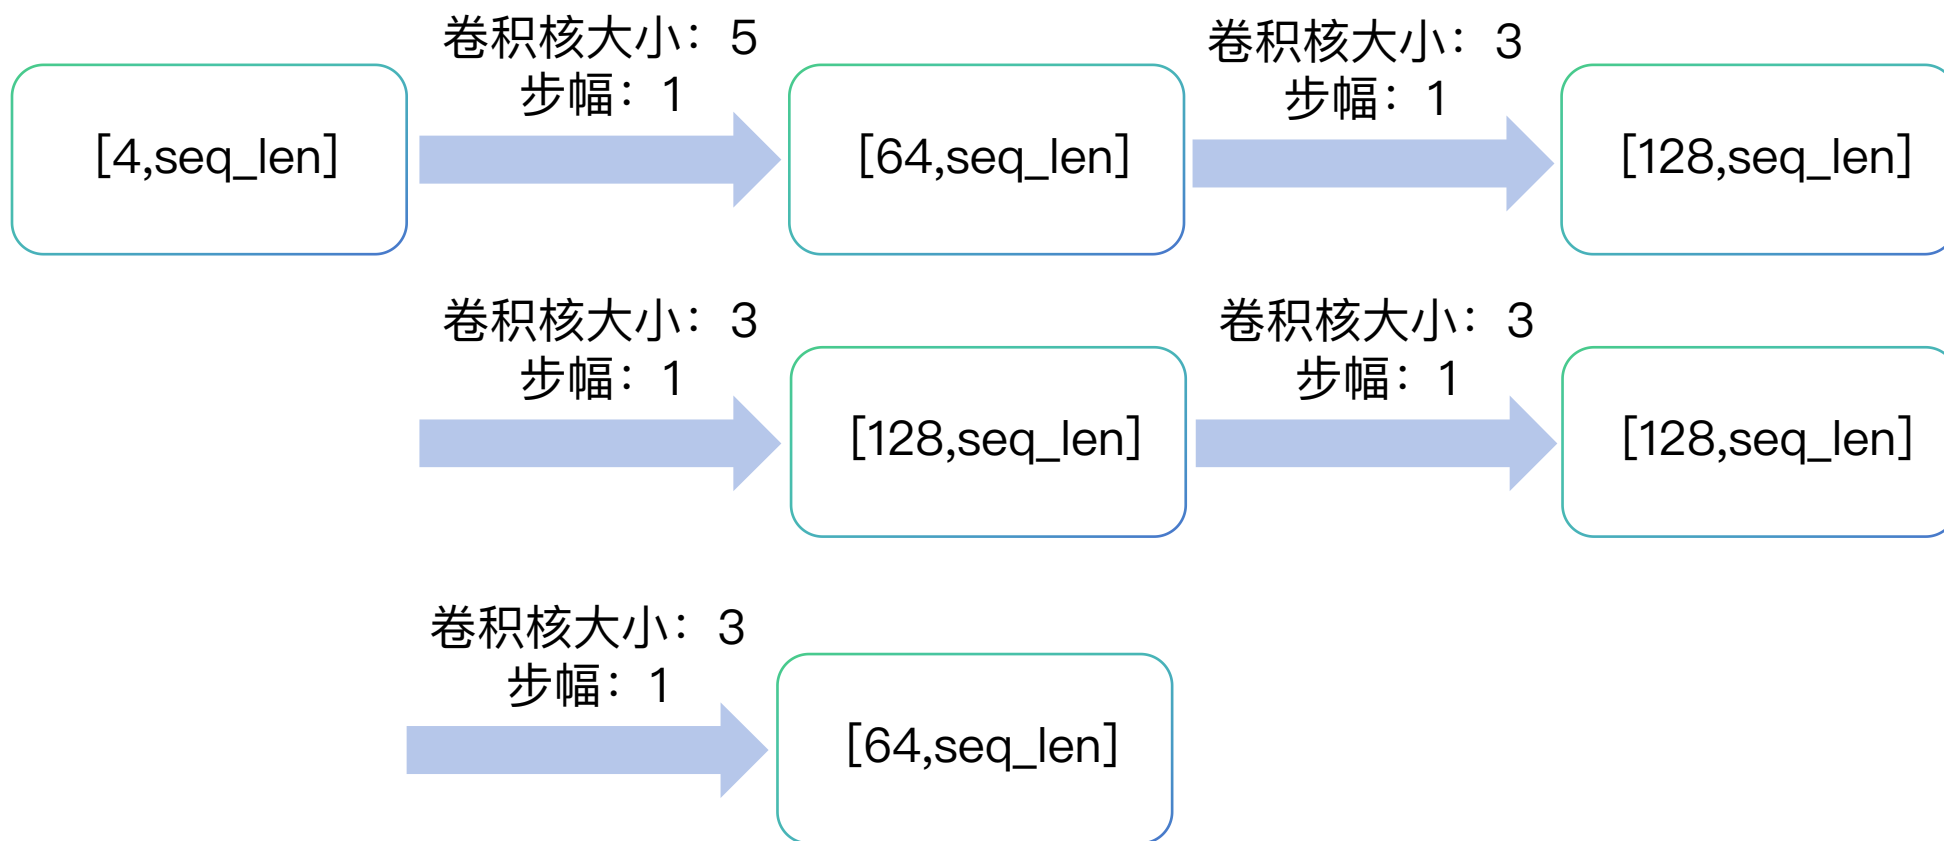 卷积核大小：5
步幅：1
卷积核大小：3
步幅：1
[4,seq_len]
[64,seq_len]
[128,seq_len]
卷积核大小：3
步幅：1
卷积核大小：3
步幅：1
[128,seq_len]
[128,seq_len]
卷积核大小：3
步幅：1
[64,seq_len]